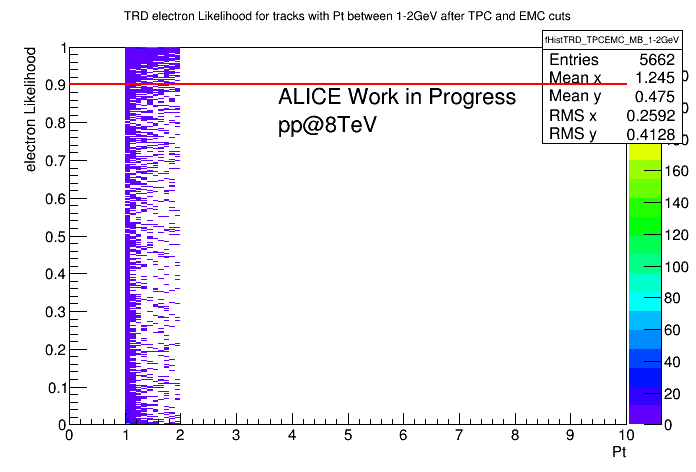 TRD electron Likelihood for tracks with Pt between 1-2GeV after TPC and EMC cuts
fHistTRD_TPCEMC_MB_1-2GeV
Entries 5662
Mean x 1.245
Mean y 0.475
RMS x 0.2592
RMS y 0.4128
electron Likelihood
1
0.9
0.8
0.7
0.6
0.5
0.4
0.3
0.2
0.1
0
ALICE Work in Progress
pp@8TeV
160
140
120
100
80
60
40
20
0
0 1 2 3 4 5 6 7 8 9 10
Pt